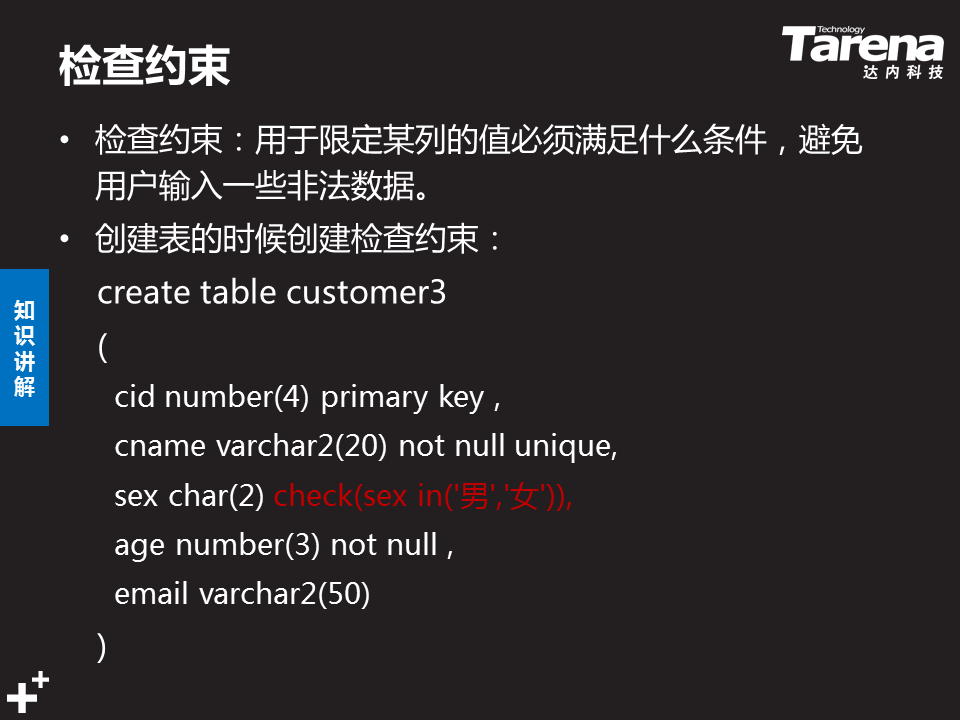 检查约束
Technology
Tarena
达内科技
• 检查约束：用于限定某列的值必须满足什么条件，避免
用户输入一些非法数据。
• 创建表的时候创建检查约束：
create table customer3
(
cid number(4) primary key ,
cname varchar2(20) not null unique,
sex char(2) check(sex in('男','女')),
age number(3) not null ,
email varchar2(50)
)
知
识
讲
解